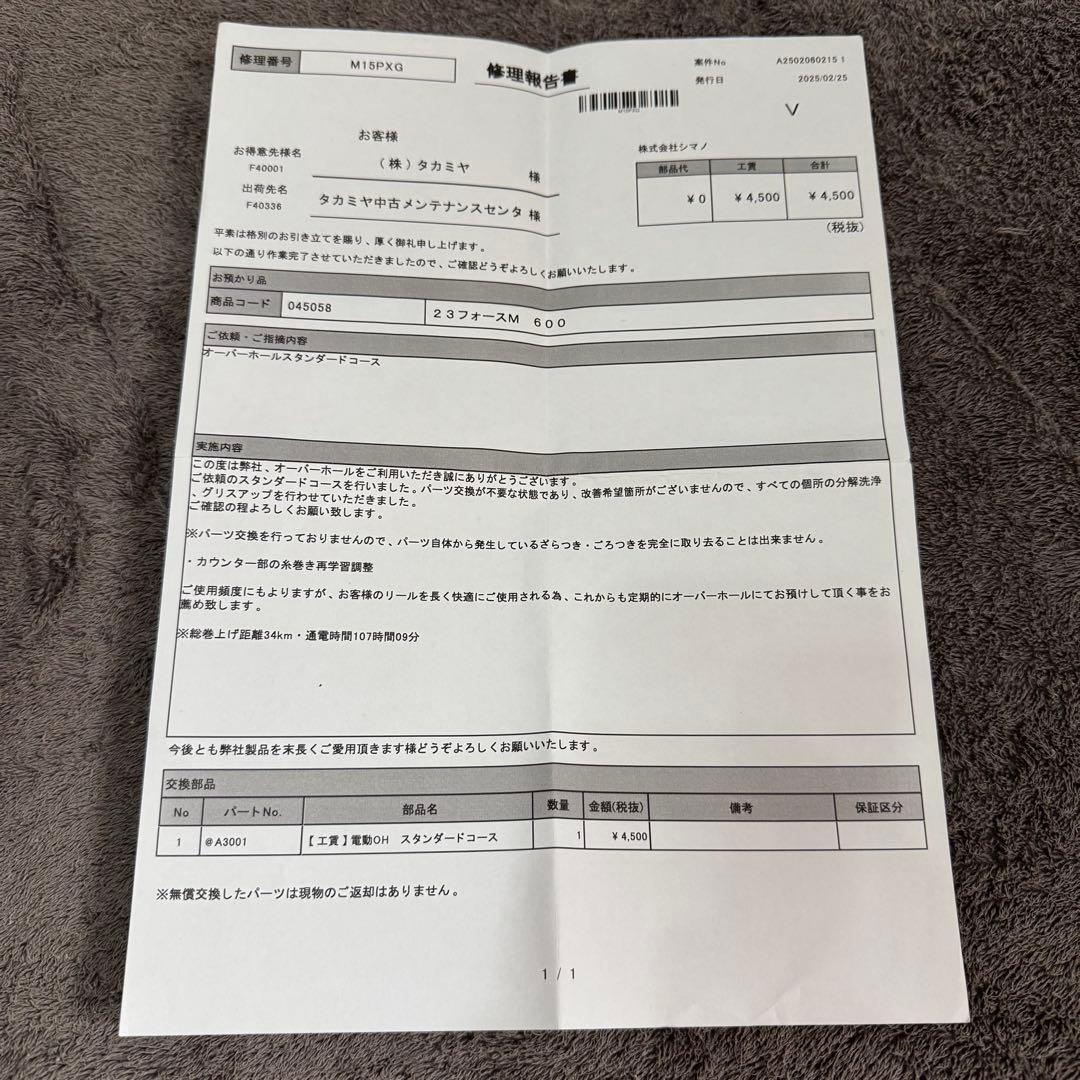 修理番号 M15PXG
修理報告書
案件No A2502060215 1
発行日 2025/02/25
M15PXG
V
お客様
お得意先様名
F40001
(株)タカミヤ 様
出荷先名
F40336
タカミヤ中古メンテナンスセンタ 様
株式会社シマノ
部品代 工賃 合計
¥0 ¥4,500 ¥4,500
(税抜)
平素は格別のお引き立てを賜り、厚く御礼申し上げます。
以下の通り作業完了させていただきましたので、ご確認どうぞよろしくお願いいたします。
お預かり品
商品コード 045058 23フォースM 600
ご依頼・ご指摘内容
オーバーホールスタンダードコース
実施内容
この度は弊社、オーバーホールをご利用いただき誠にありがとうございます。
ご依頼のスタンダードコースを行いました。パーツ交換が不要な状態であり、改善希望箇所がございませんので、すべての個所の分解洗浄
、グリスアップを行わせていただきました。
ご確認の程よろしくお願い致します。
※パーツ交換を行っておりませんので、パーツ自体から発生しているざらつき・ごろつきを完全に取り去ることは出来ません。
・カウンター部の糸巻き再学習調整
ご使用頻度にもよりますが、お客様のリールを長く快適にご使用される為、これからも定期的にオーバーホールにてお預けして頂く事をお
薦め致します。
※総巻上げ距離34km・通電時間107時間09分
今後とも弊社製品を末長くご愛用頂きます様どうぞよろしくお願いいたします。
交換部品
No パートNo. 部品名 数量 金額(税抜) 備考 保証区分
1 @A3001 【工賃】電動OH スタンダードコース 1 ¥4,500
※無償交換したパーツは現物のご返却はありません。
1 / 1